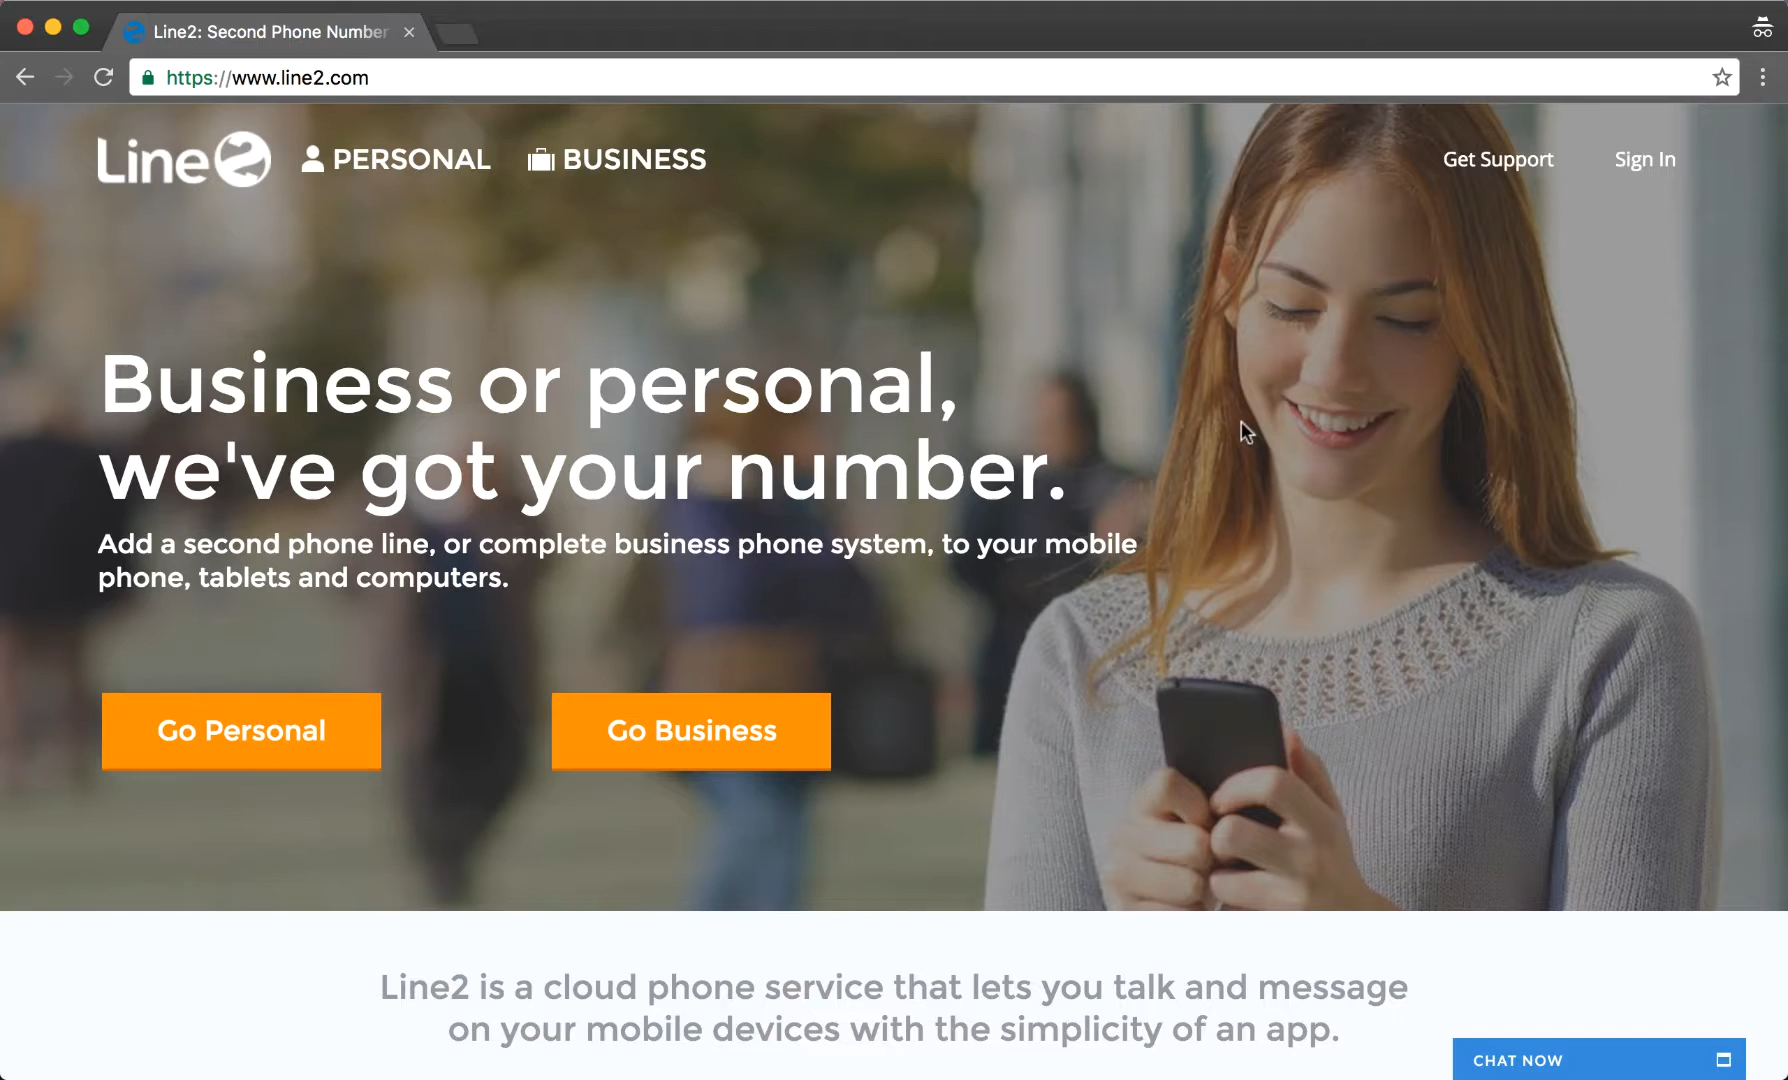 Line2: Second Phone Number
https://www.line2.com
Line2
PERSONAL
BUSINESS
Get Support
Sign In
Business or personal,
we've got your number.
Add a second phone line, or complete business phone system, to your mobile
phone, tablets and computers.
Go Personal
Go Business
Line2 is a cloud phone service that lets you talk and message
on your mobile devices with the simplicity of an app.
CHAT NOW